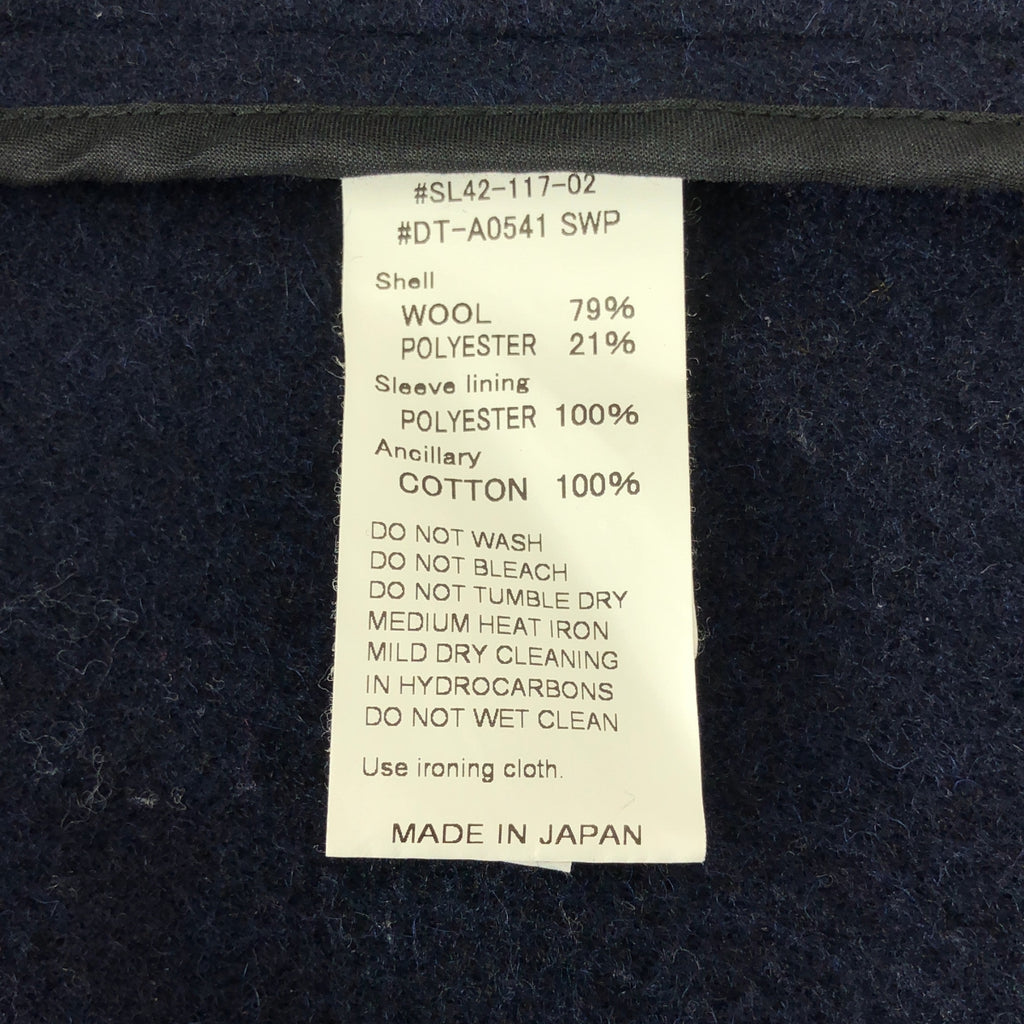 #SL42-117-02
#DT-A0541 SWP
Shell
WOOL 79%
POLYESTER 21%
Sleeve lining
POLYESTER 100%
Ancillary
COTTON 100%
DO NOT WASH
DO NOT BLEACH
DO NOT TUMBLE DRY
MEDIUM HEAT IRON
MILD DRY CLEANING
IN HYDROCARBONS
DO NOT WET CLEAN
Use ironing cloth.
MADE IN JAPAN